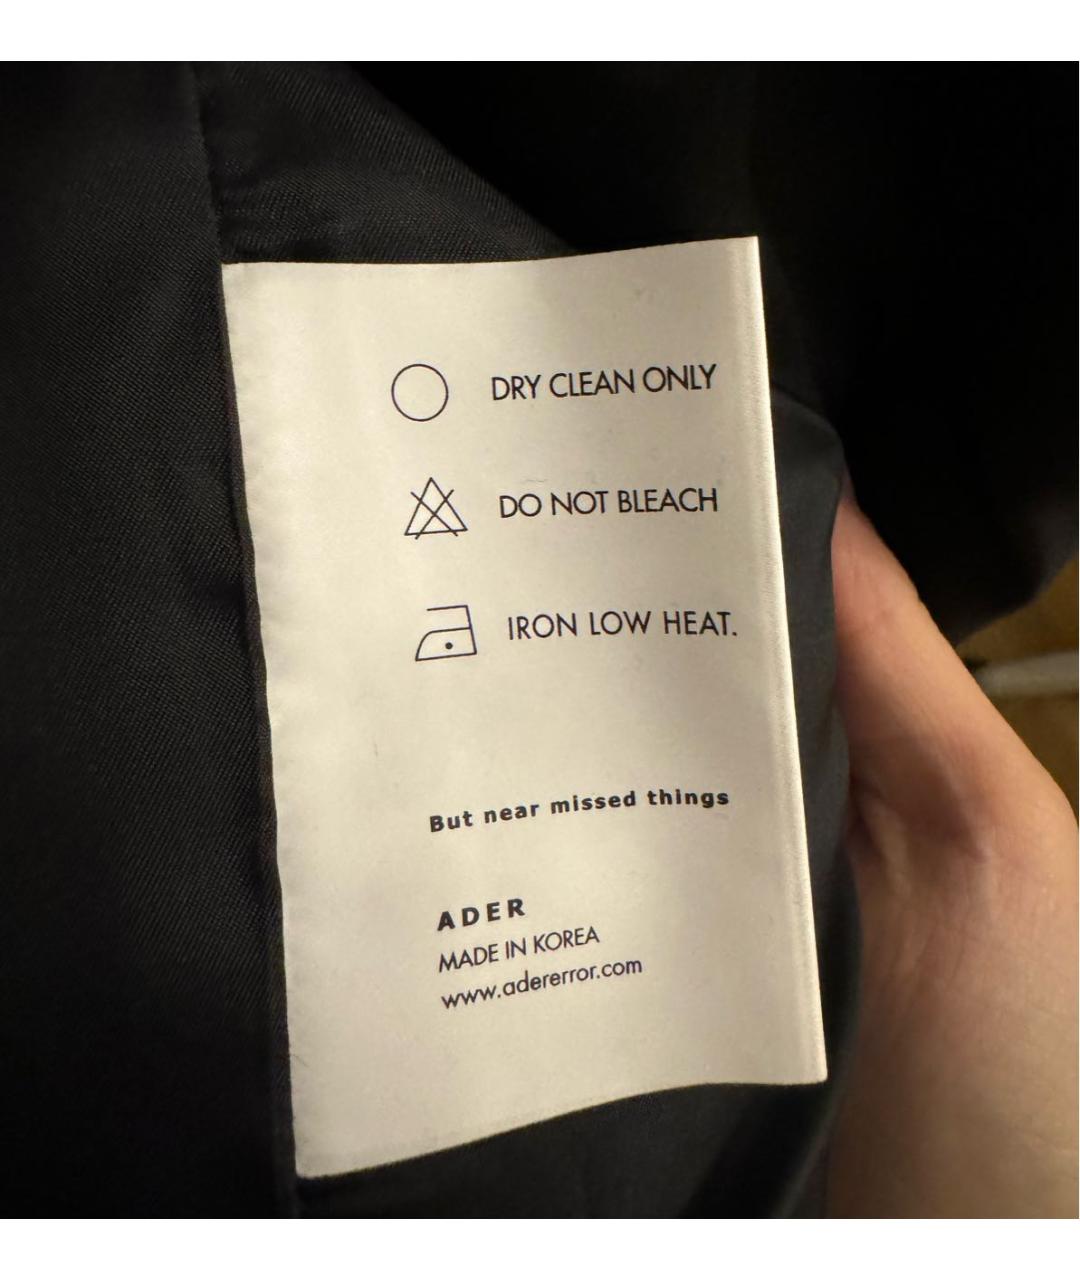 DRY CLEAN ONLY
DO NOT BLEACH
IRON LOW HEAT.
But near missed things
ADER
MADE IN KOREA
www.adererror.com